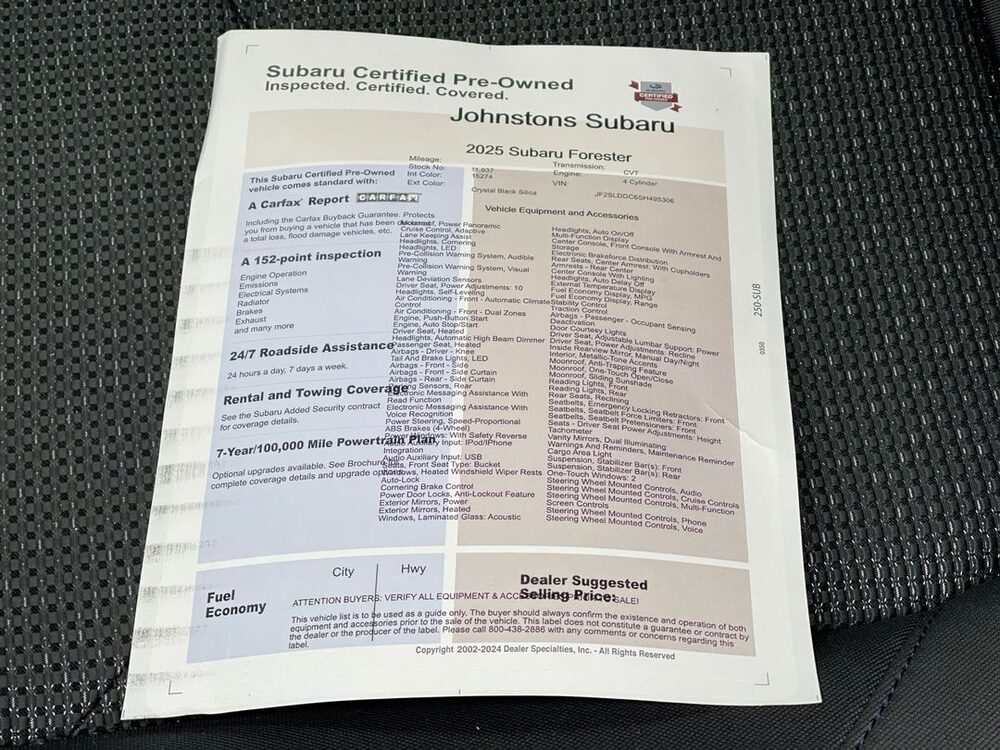 Subaru Certified Pre-Owned
Inspected. Certified. Covered.
CERTIFIED
Johnstons Subaru
2025 Subaru Forester
Mileage: 11,937
Stock No: 15274
Int Color:
Ext Color: Crystal Black Silica
Transmission: CVT
Engine: 4 Cylinder
VIN: JF2SLDDC6SH495306
This Subaru Certified Pre-Owned
vehicle comes standard with:
A Carfax Report CARFAX
Including the Carfax Buyback Guarantee. Protects
you from buying a vehicle that has been
a total loss, flood damage vehicles, etc.
A 152-point inspection
Engine Operation
Emissions
Electrical Systems
Radiator
Brakes
Exhaust
and many more
24/7 Roadside Assistance
24 hours a day, 7 days a week.
Rental and Towing Coverage
See the Subaru Added Security contract
for coverage details.
7-Year/100,000 Mile Powertrain Plan
Optional upgrades available. See Brochure
complete coverage details and upgrade
Vehicle Equipment and Accessories
Power Panoramic
Cruise Control, Adaptive
Lane Keeping Assist
Headlights, Cornering
Headlights, LED
Pre-Collision Warning System, Audible
Warning
Pre-Collision Warning System, Visual
Warning
Lane Deviation Sensors
Driver Seat, Power Adjustments: 10
Headlights, Self-Leveling
Air Conditioning - Front - Automatic Climate
Control
Air Conditioning - Front - Dual Zones
Engine, Push-Button Start
Engine, Auto Stop/Start
Driver Seat, Heated
Headlights, Automatic High Beam Dimmer
Passenger Seat, Heated
Airbags - Driver - Knee
Tail And Brake Lights, LED
Airbags - Front - Side
Airbags - Front - Side Curtain
Airbags - Rear - Side Curtain
Sensors, Rear
Electronic Messaging Assistance With
Read Function
Electronic Messaging Assistance With
Voice Recognition
Power Steering, Speed-Proportional
ABS Brakes (4-Wheel)
Windows: With Safety Reverse
Auxiliary Input: IPod/IPhone
Integration
Audio Auxiliary Input: USB
Seats, Front Seat Type: Bucket
Windows, Heated Windshield Wiper Rests
Auto-Lock
Cornering Brake Control
Power Door Locks, Anti-Lockout Feature
Exterior Mirrors, Power
Exterior Mirrors, Heated
Windows, Laminated Glass: Acoustic
Headlights, Auto On/Off
Multi-Function Display
Center Console, Front Console With Armrest And
Storage
Electronic Brakeforce Distribution
Rear Seats, Center Armrest: With Cupholders
Armrests - Rear Center
Center Console With Lighting
Headlights, Auto Delay Off
External Temperature Display
Fuel Economy Display, MPG
Fuel Economy Display, Range
Stability Control
Traction Control
Airbags - Passenger - Occupant Sensing
Deactivation
Door Courtesy Lights
Driver Seat, Adjustable Lumbar Support: Power
Driver Seat, Power Adjustments: Recline
Inside Rearview Mirror, Manual Day/Night
Interior, Metallic-Tone Accents
Moonroof, Anti-Trapping Feature
Moonroof, One-Touch Open/Close
Moonroof, Sliding Sunshade
Reading Lights, Front
Reading Lights, Rear
Rear Seats, Reclining
Seatbelts, Emergency Locking Retractors: Front
Seatbelts, Seatbelt Force Limiters: Front
Seatbelts, Seatbelt Pretensioners: Front
Seats - Driver Seat Power Adjustments: Height
Tachometer
Vanity Mirrors, Dual Illuminating
Warnings And Reminders, Maintenance Reminder
Cargo Area Light
Suspension, Stabilizer Bar(s): Front
Suspension, Stabilizer Bar(s): Rear
One-Touch Windows: 2
Steering Wheel Mounted Controls, Audio
Steering Wheel Mounted Controls, Cruise Controls
Steering Wheel Mounted Controls, Multi-Function
Screen Controls
Steering Wheel Mounted Controls, Phone
Steering Wheel Mounted Controls, Voice
250-SUB
0350
Fuel
Economy
City
Hwy
Dealer Suggested
Selling Price:
ATTENTION BUYERS: VERIFY ALL EQUIPMENT & SALE!
This vehicle list is to be used as a guide only. The buyer should always confirm the existence and operation of both
equipment and accessories prior to the sale of the vehicle. This label does not constitute a guarantee or contract by
the dealer or the producer of the label. Please call 800-438-2886 with any comments or concerns regarding this
label.
Copyright 2002-2024 Dealer Specialties, Inc. - All Rights Reserved